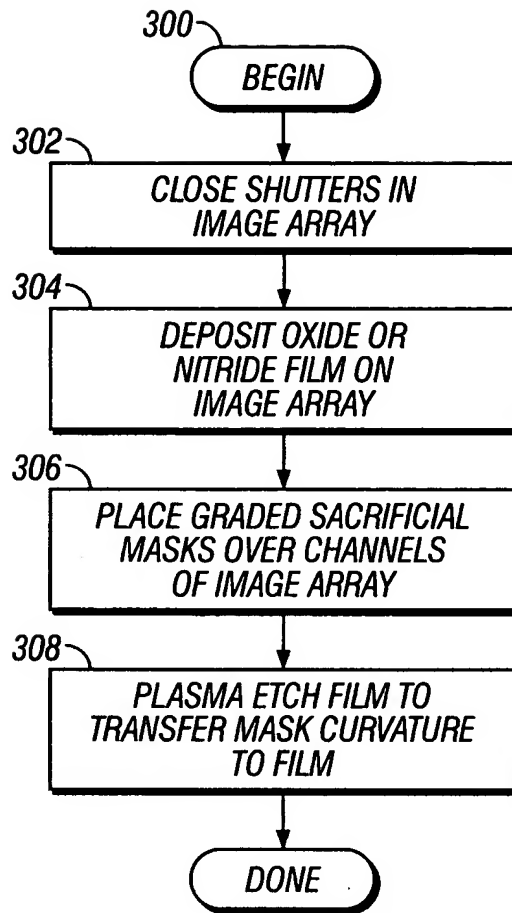 300
BEGIN
302
CLOSE SHUTTERS IN
IMAGE ARRAY
304
DEPOSIT OXIDE OR
NITRIDE FILM ON
IMAGE ARRAY
306
PLACE GRADED SACRIFICIAL
MASKS OVER CHANNELS
OF IMAGE ARRAY
308
PLASMA ETCH FILM TO
TRANSFER MASK CURVATURE
TO FILM
DONE